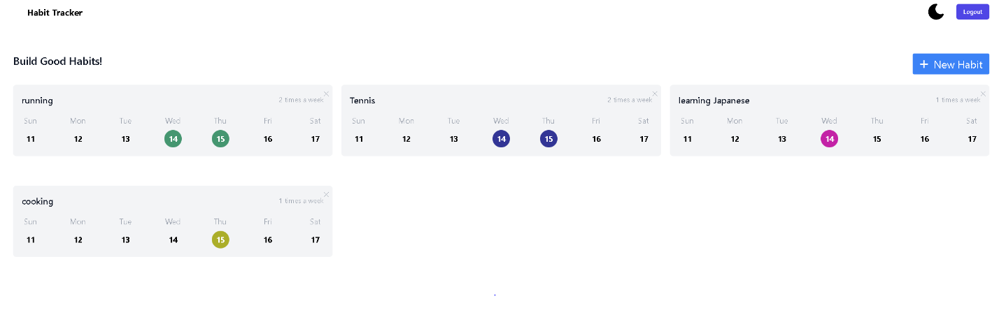 Habit Tracker
Logout
Build Good Habits!
+ New Habit
running
2 times a week
Sun Mon Tue Wed Thu Fri Sat
11 12 13 14 15 16 17
Tennis
2 times a week
Sun Mon Tue Wed Thu Fri Sat
11 12 13 14 15 16 17
learning Japanese
1 times a week
Sun Mon Tue Wed Thu Fri Sat
11 12 13 14 15 16 17
cooking
1 times a week
Sun Mon Tue Wed Thu Fri Sat
11 12 13 14 15 16 17
.